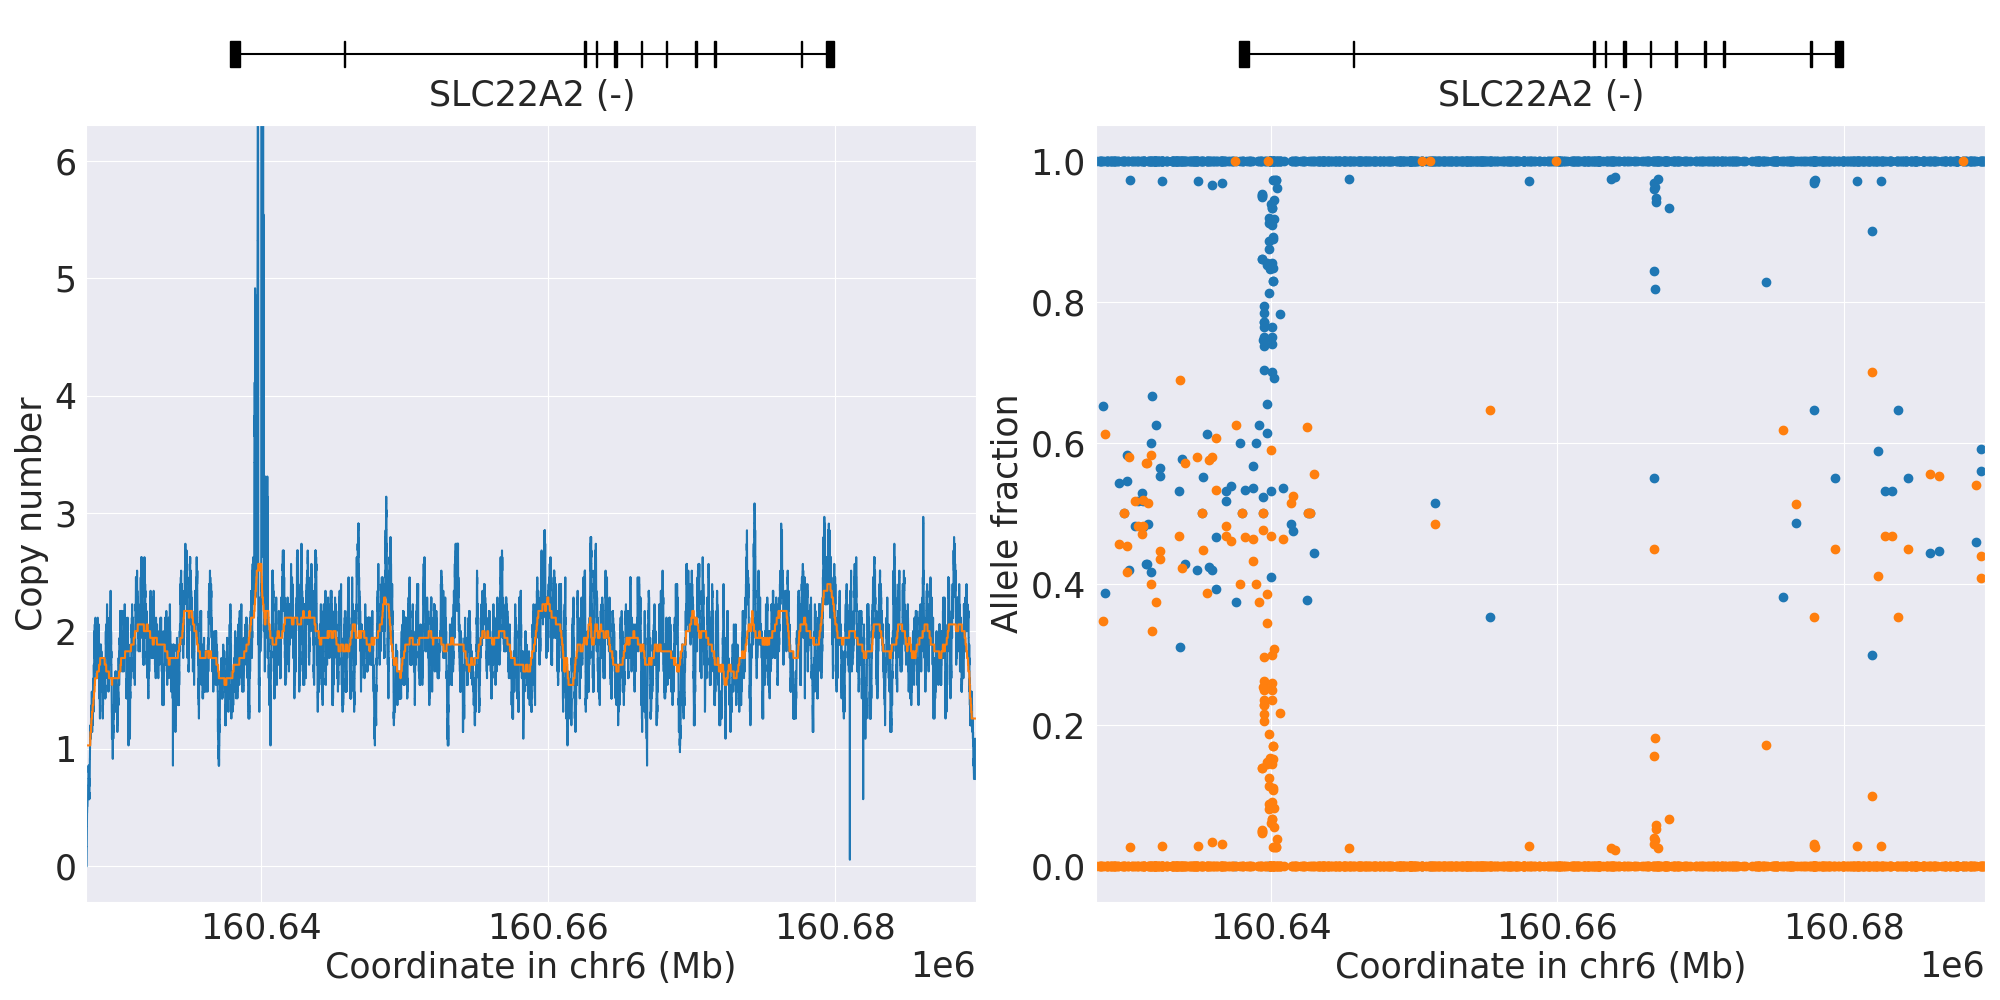 SLC22A2 (-)
6
5
4
3
2
1
0
Copy number
160.64 160.66 160.68
Coordinate in chr6 (Mb)
1e6
SLC22A2 (-)
1.0
0.8
0.6
0.4
0.2
0.0
Allele fraction
160.64 160.66 160.68
Coordinate in chr6 (Mb)
1e6